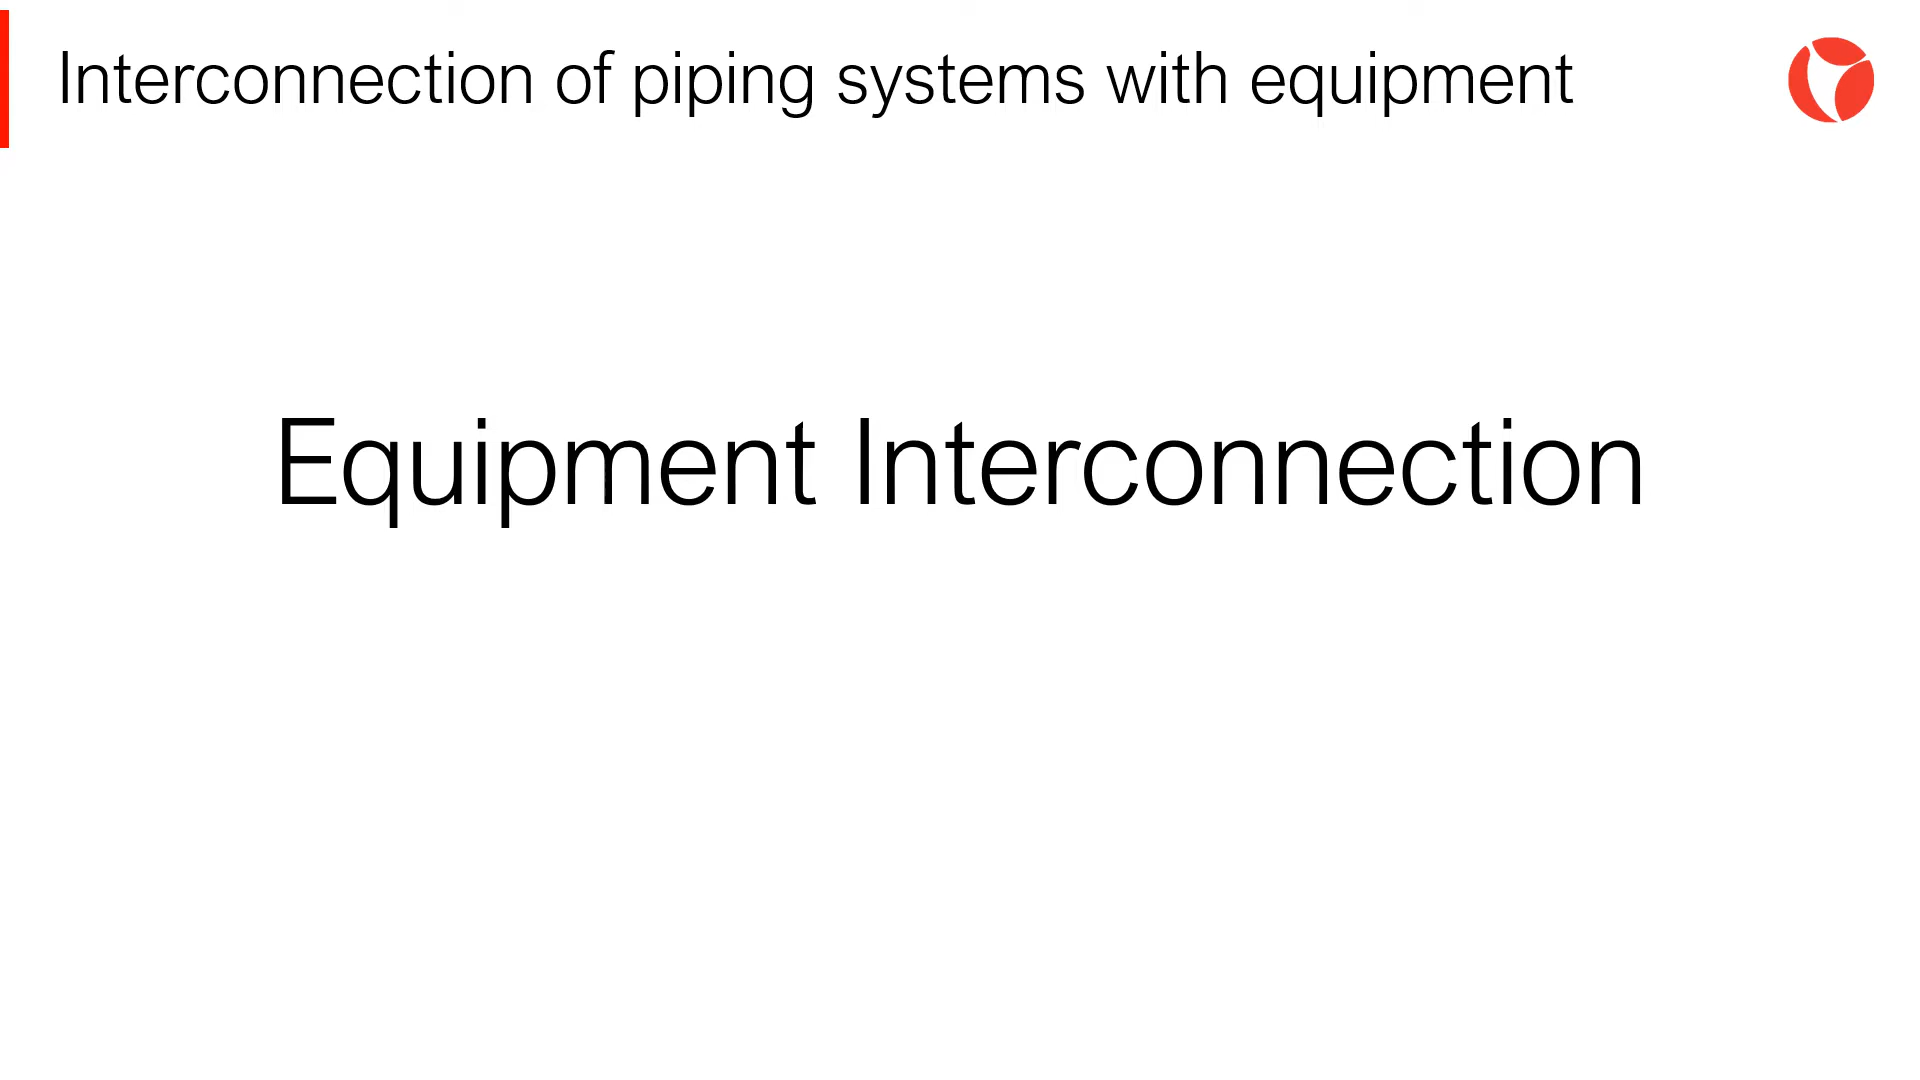 Interconnection of piping systems with equipment
Equipment Interconnection